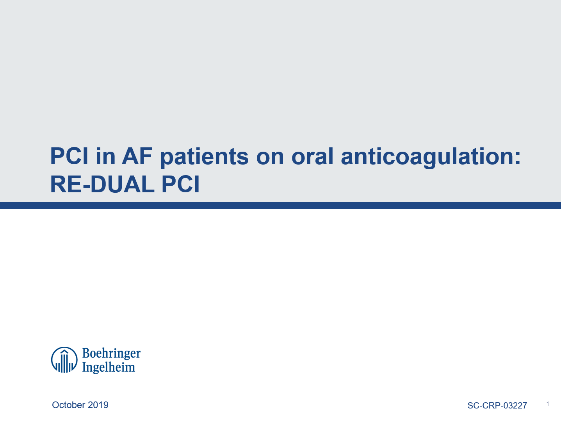 PCI in AF patients on oral anticoagulation:
RE-DUAL PCI
Boehringer
Ingelheim
October 2019
SC-CRP-03227 1